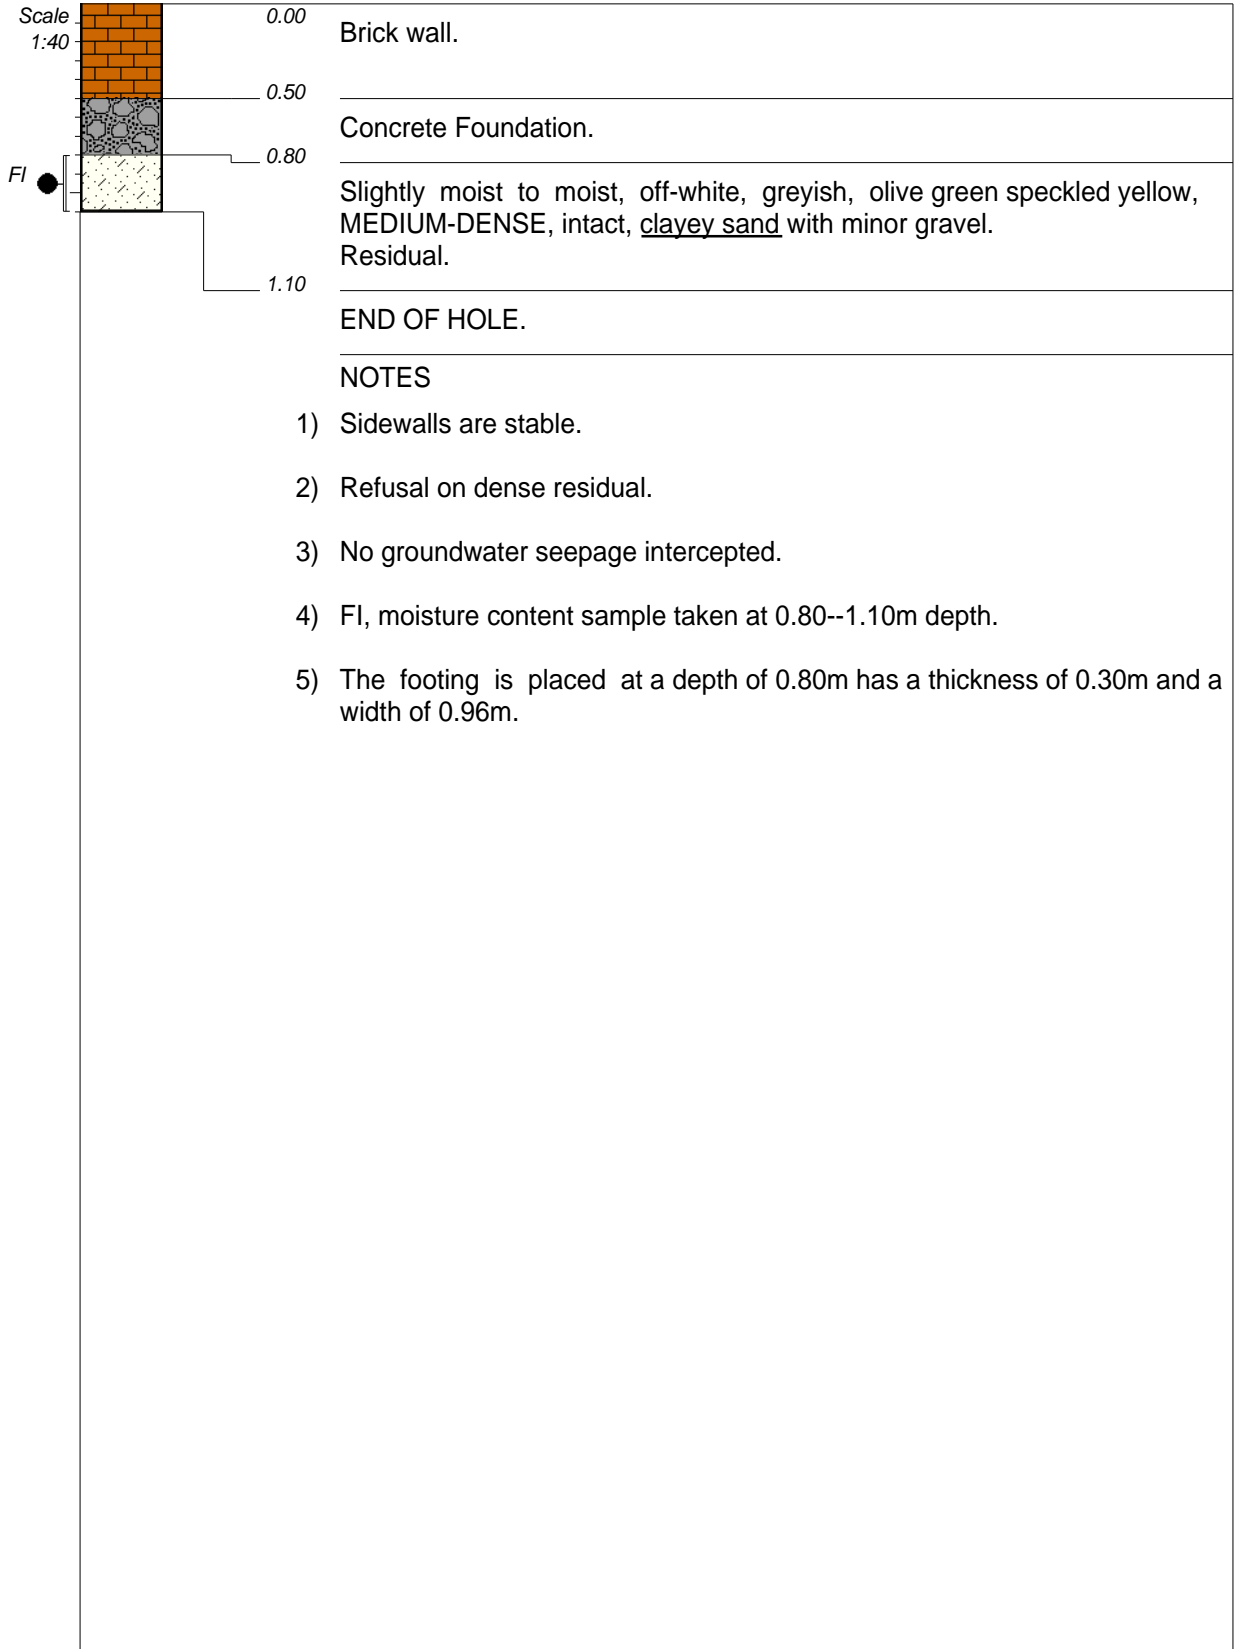 Scale
1:40
0.00
Brick wall.
0.50
Concrete Foundation.
0.80
FI
Slightly moist to moist, off-white, greyish, olive green speckled yellow,
MEDIUM-DENSE, intact, clayey sand with minor gravel.
Residual.
1.10
END OF HOLE.
NOTES
1) Sidewalls are stable.
2) Refusal on dense residual.
3) No groundwater seepage intercepted.
4) FI, moisture content sample taken at 0.80--1.10m depth.
5) The footing is placed at a depth of 0.80m has a thickness of 0.30m and a
width of 0.96m.